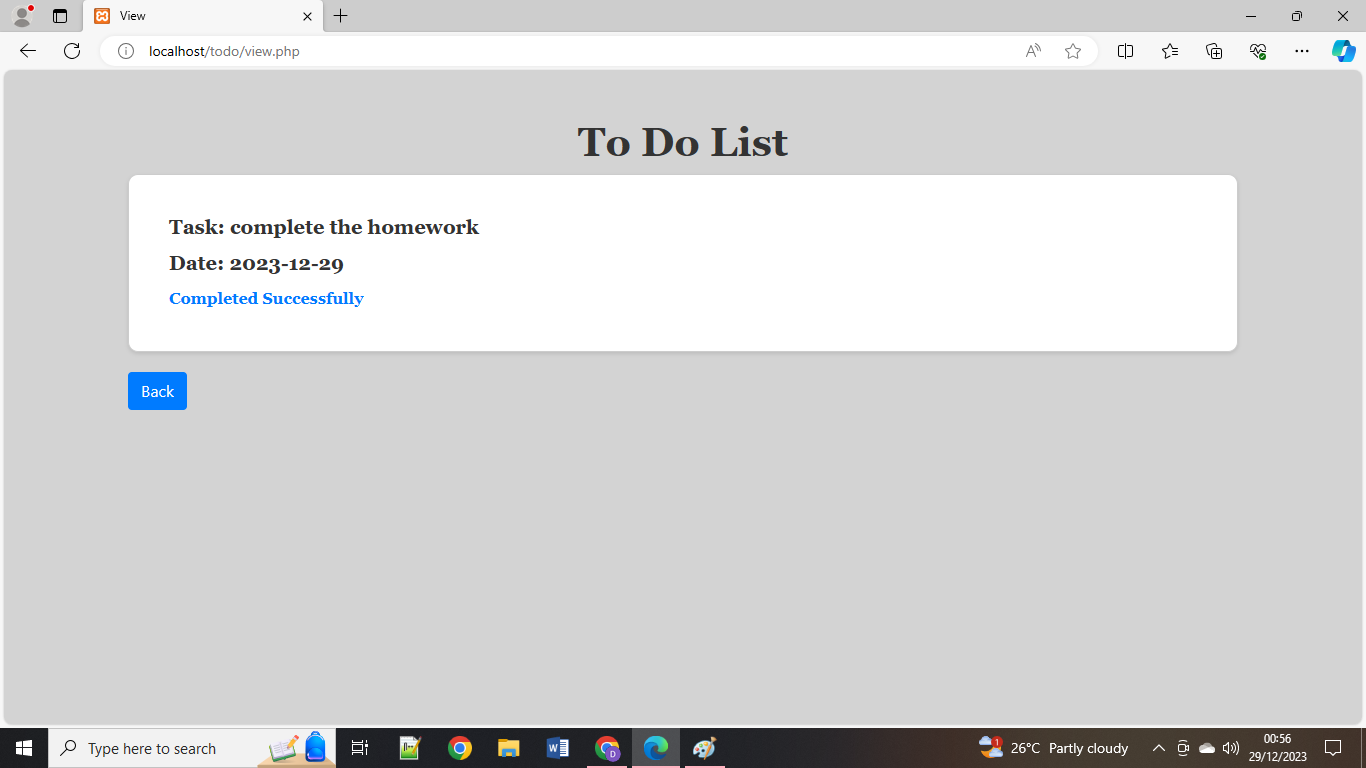 View
localhost/todo/view.php
To Do List
Task: complete the homework
Date: 2023-12-29
Completed Successfully
Back
Type here to search
1
26°C Partly cloudy
00:56
29/12/2023